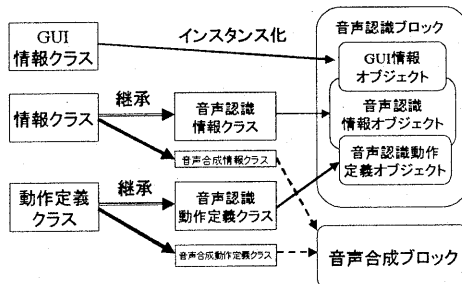 GUI
情報クラス
インスタンス化
音声認識ブロック
GUI情報
オブジェクト
情報クラス
継承
音声認識
情報クラス
音声合成情報クラス
音声認識
情報オブジェクト
音声認識動作
定義オブジェクト
動作定義
クラス
継承
音声認識
動作定義クラス
音声合成動作定義クラス
音声合成ブロック